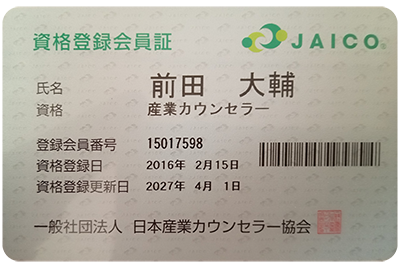 資格登録会員証 JAICO®
氏名 前田 大輔
資格 産業カウンセラー
登録会員番号 15017598
資格登録日 2016年 2月15日
資格登録更新日 2027年 4月 1日
一般社団法人 日本産業カウンセラー協会